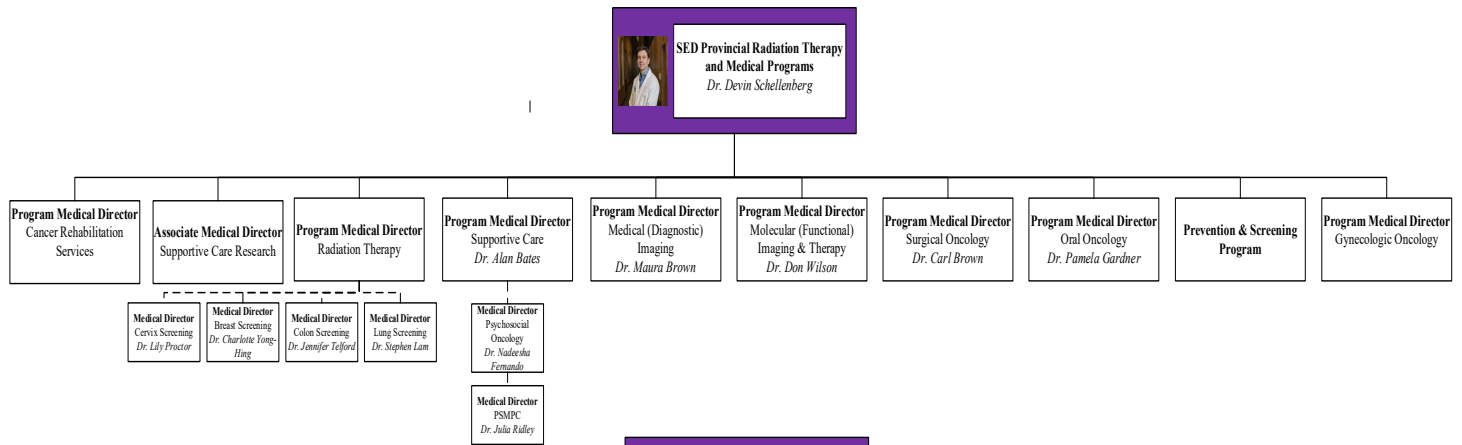 SED Provincial Radiation Therapy
and Medical Programs
Dr. Devin Schellenberg
Program Medical Director
Cancer Rehabilitation
Services
Associate Medical Director
Supportive Care Research
Program Medical Director
Radiation Therapy
Program Medical Director
Supportive Care
Dr. Alan Bates
Program Medical Director
Medical (Diagnostic)
Imaging
Dr. Maura Brown
Program Medical Director
Molecular (Functional)
Imaging & Therapy
Dr. Don Wilson
Program Medical Director
Surgical Oncology
Dr. Carl Brown
Program Medical Director
Oral Oncology
Dr. Pamela Gardner
Prevention & Screening
Program
Program Medical Director
Gynecologic Oncology
Medical Director
Cervix Screening
Dr. Lily Proctor
Medical Director
Breast Screening
Dr. Charlotte Yong-
Hing
Medical Director
Colon Screening
Dr. Jennifer Telford
Medical Director
Lung Screening
Dr. Stephen Lam
Medical Director
Psychosocial
Oncology
Dr. Nadeesha
Fernando
Medical Director
PSMPC
Dr. Julia Ridley